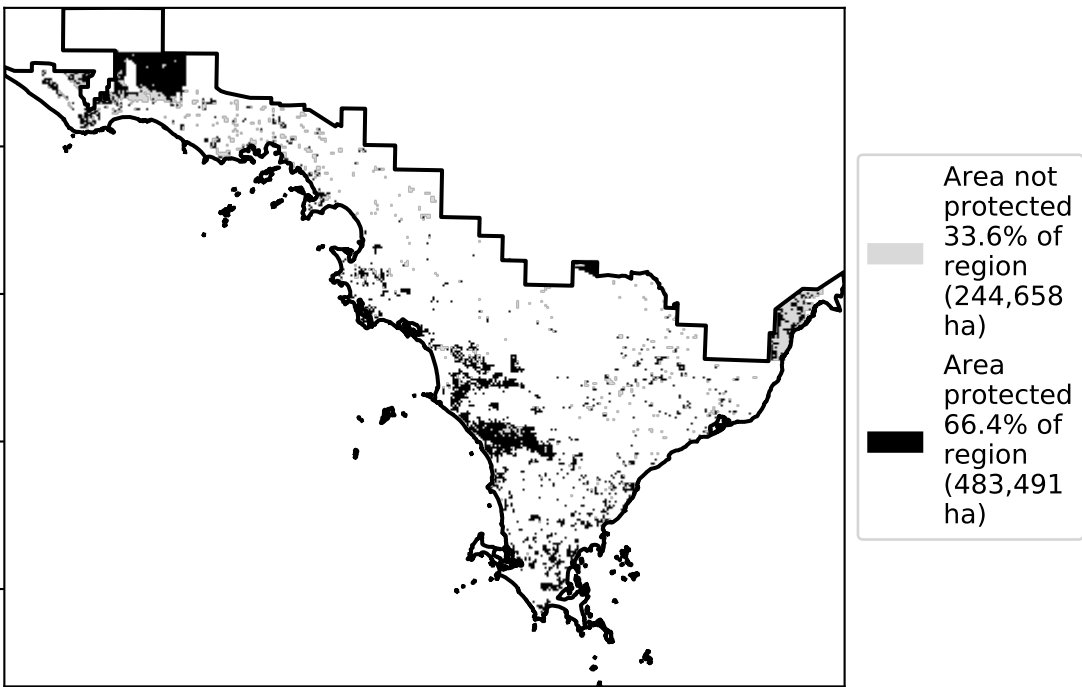 Area not
protected
33.6% of
region
(244,658
ha)
Area
protected
66.4% of
region
(483,491
ha)